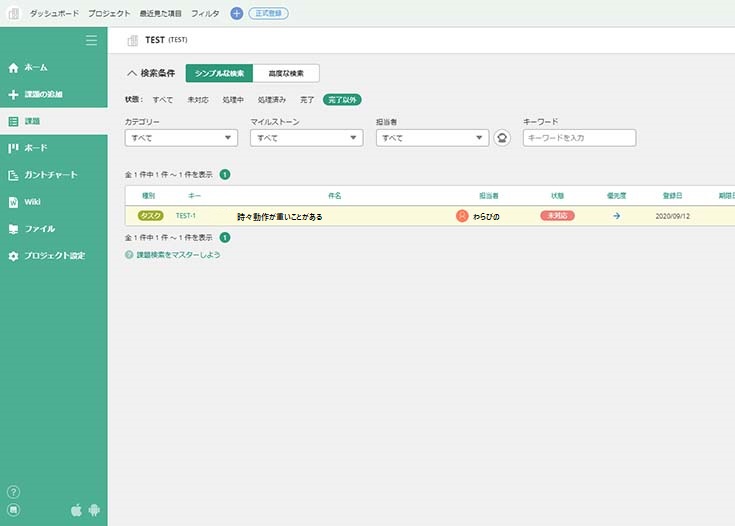 ダッシュボード プロジェクト 最近見た項目 フィルタ + 正式登録
TEST (TEST)
ホーム
課題の追加
課題
ボード
ガントチャート
Wiki
ファイル
プロジェクト設定
検索条件 シンプルな検索 高度な検索
状態: すべて 未対応 処理中 処理済み 完了 完了以外
カテゴリー マイルストーン 担当者 キーワード
すべて すべて すべて キーワードを入力
全 1 件中 1 件 ～ 1 件を表示 1
種別 キー 件名 担当者 状態 優先度 登録日 期限日
タスク TEST-1 時々動作が重いことがある わらびの 未対応 → 2020/09/12
全 1 件中 1 件 ～ 1 件を表示 1
? 課題検索をマスターしよう
?